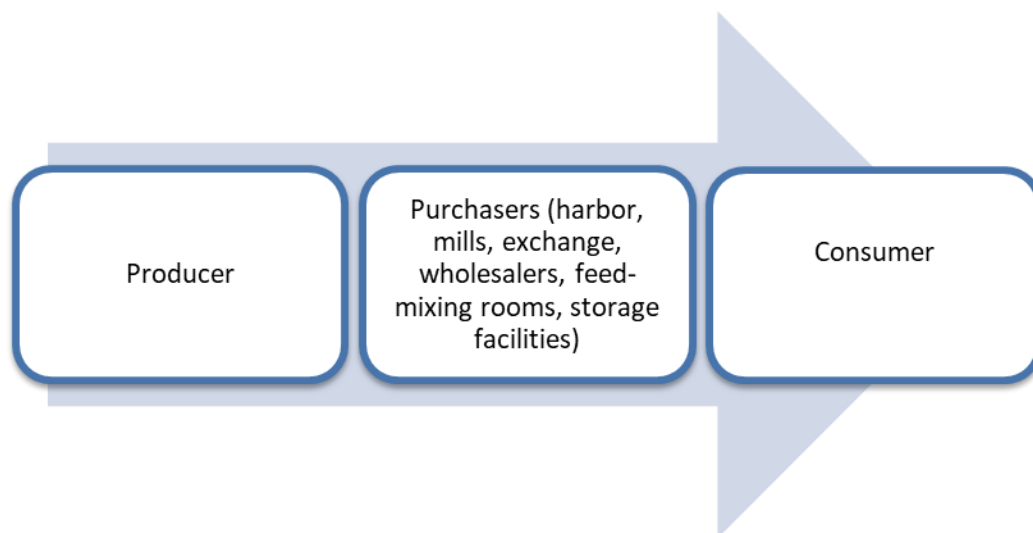 Producer
Purchasers (harbor,
mills, exchange,
wholesalers, feed-
mixing rooms, storage
facilities)
Consumer